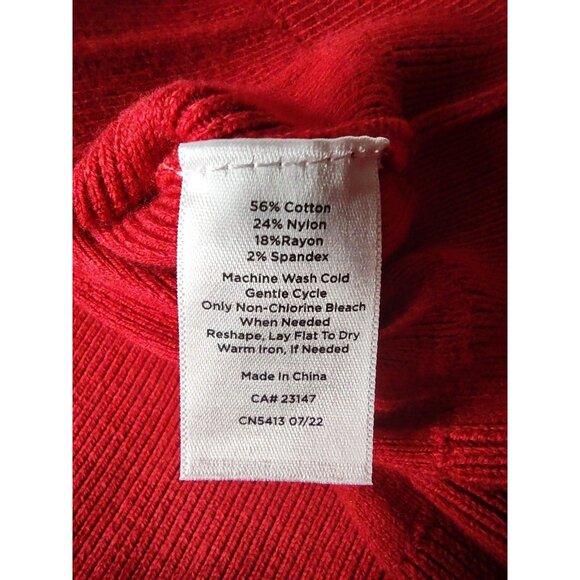 56% Cotton
24% Nylon
18%Rayon
2% Spandex
Machine Wash Cold
Gentle Cycle
Only Non-Chlorine Bleach
When Needed
Reshape, Lay Flat To Dry
Warm Iron, If Needed
Made In China
CA# 23147
CN5413 07/22